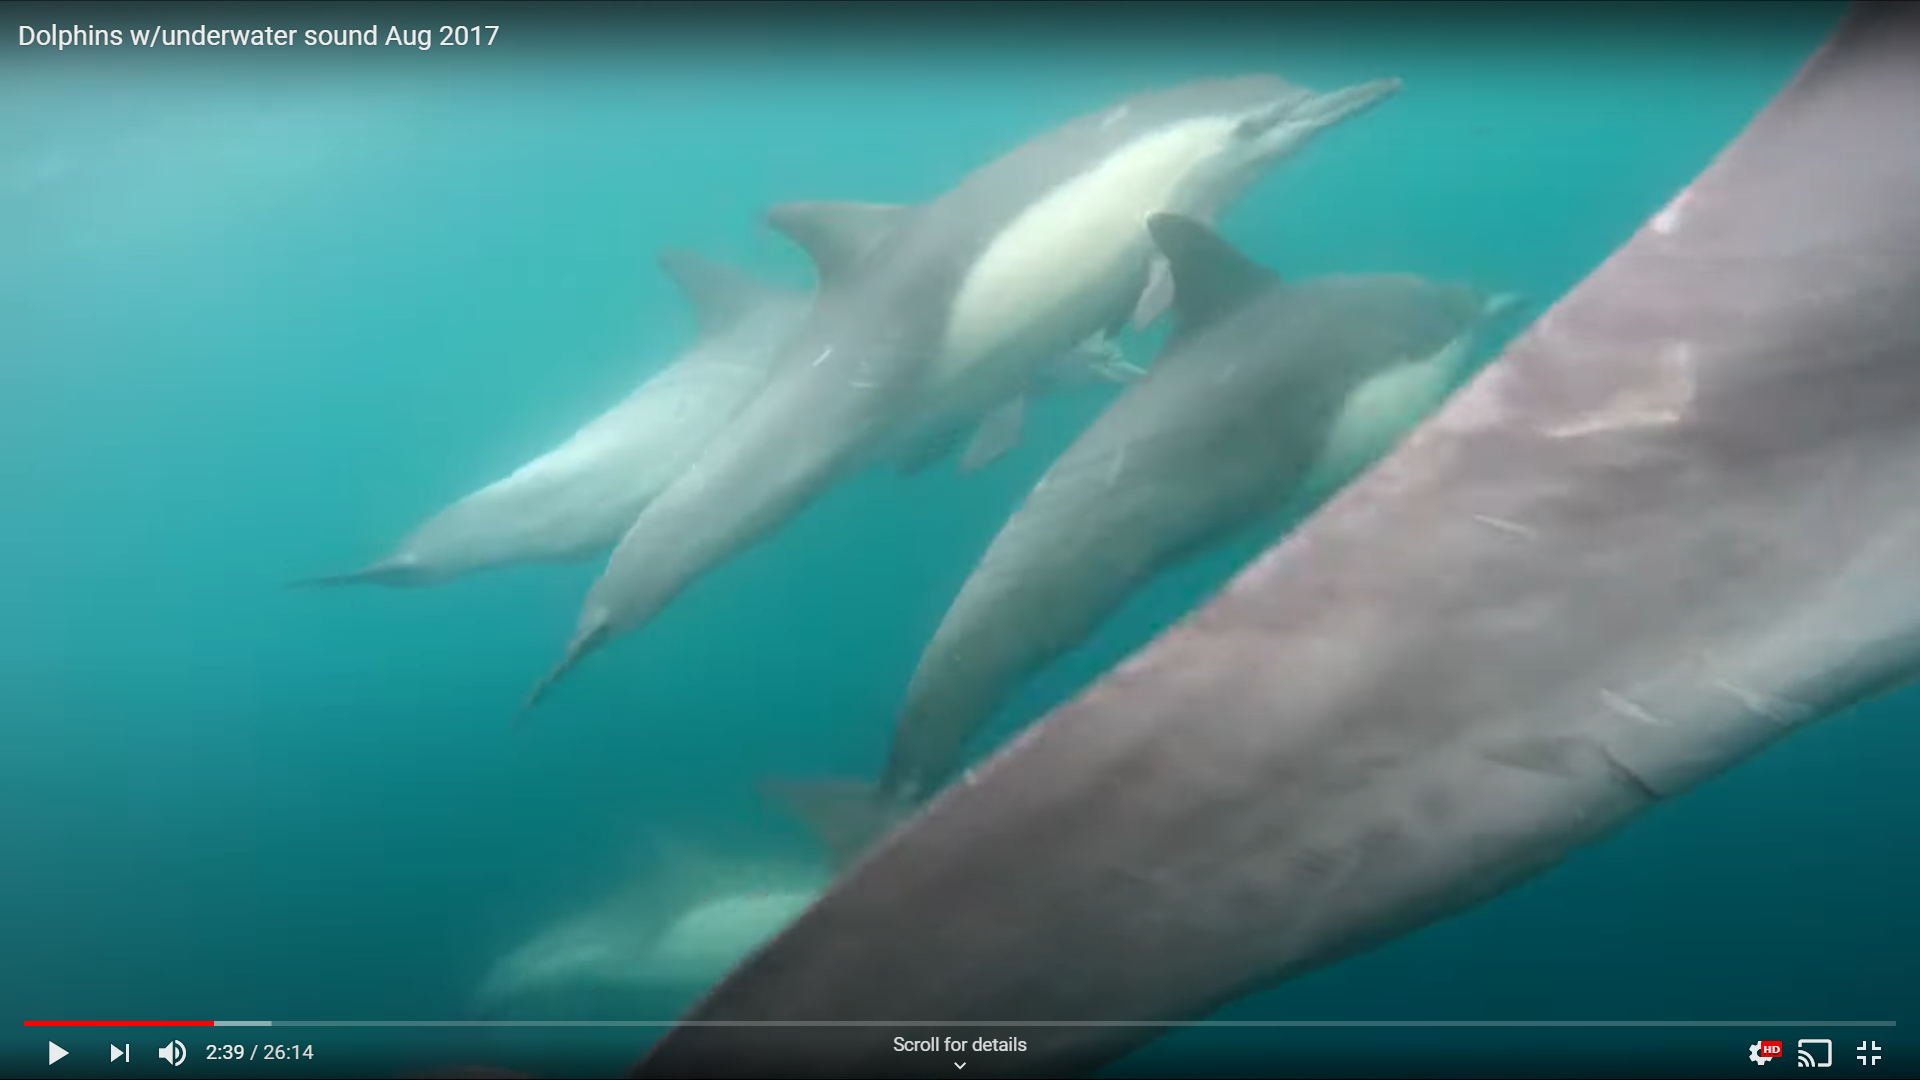 Dolphins w/underwater sound Aug 2017
Scroll for details
2:39 / 26:14
HD